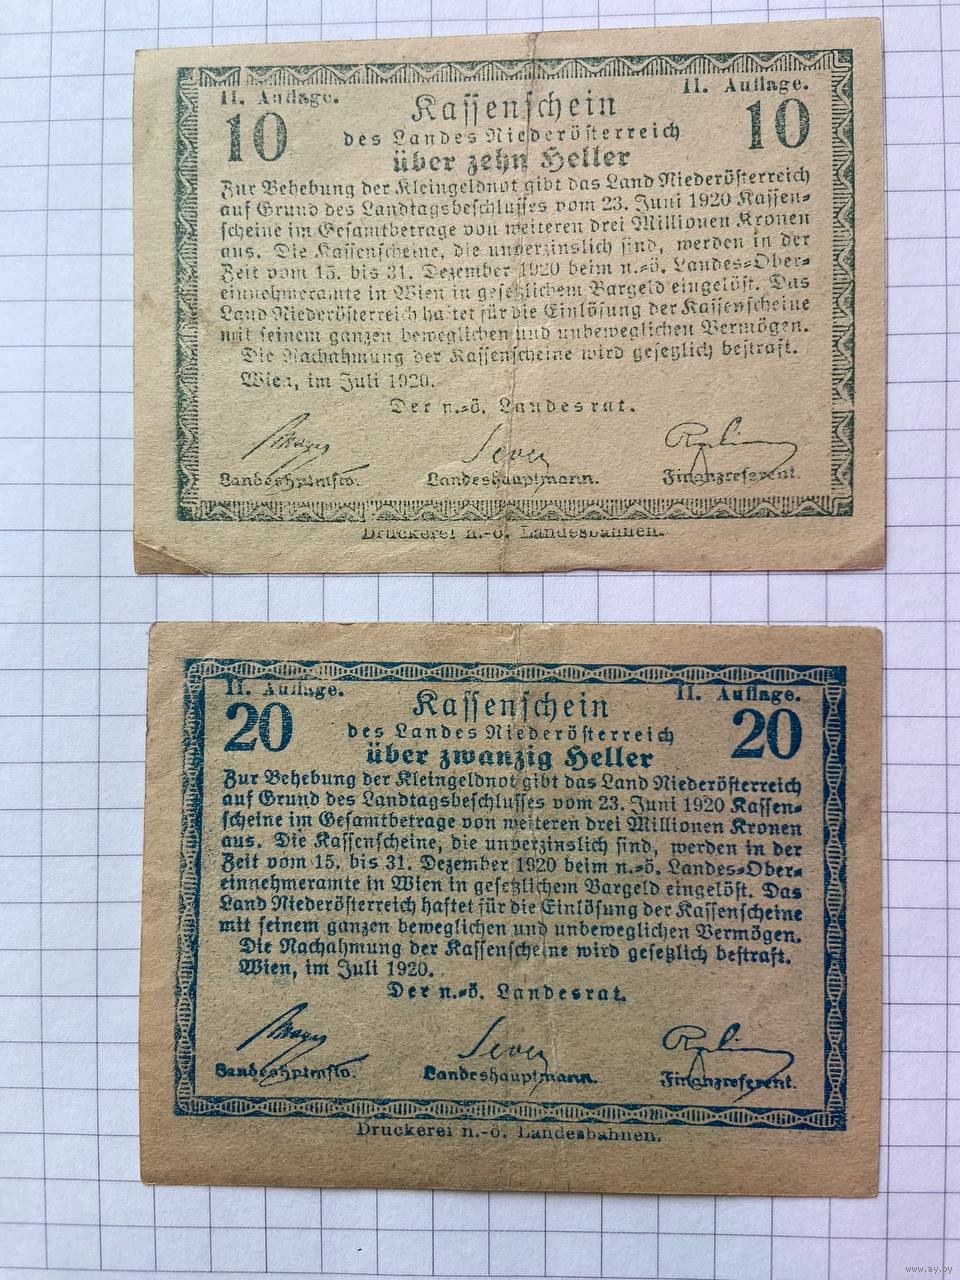 II. Auflage. II. Auflage.
10 Kassenschein 10
des Landes Niederösterreich
über zehn Heller
Zur Behebung der Kleingeldnot gibt das Land Niederösterreich
auf Grund des Landtagsbeschlusses vom 23. Juni 1920 Kassen-
scheine im Gesamtbetrage von weiteren drei Millionen Kronen
aus. Die Kassenscheine, die unverzinslich sind, werden in der
Zeit vom 15. bis 31. Dezember 1920 beim n.-ö. Landes-Ober-
einnehmeramte in Wien in gesetzlichem Bargeld eingelöst. Das
Land Niederösterreich haftet für die Einlösung der Kassenscheine
mit seinem ganzen beweglichen und unbeweglichen Vermögen.
Die Nachahmung der Kassenscheine wird gesetzlich bestraft.
Wien, im Juli 1920.
Der n.-ö. Landesrat.
Sever
Landeshptmstv. Landeshauptmann. Finanzreferent.
Druckerei n.-ö. Landesbahnen.
II. Auflage. II. Auflage.
20 Kassenschein 20
des Landes Niederösterreich
über zwanzig Heller
Zur Behebung der Kleingeldnot gibt das Land Niederösterreich
auf Grund des Landtagsbeschlusses vom 23. Juni 1920 Kassen-
scheine im Gesamtbetrage von weiteren drei Millionen Kronen
aus. Die Kassenscheine, die unverzinslich sind, werden in der
Zeit vom 15. bis 31. Dezember 1920 beim n.-ö. Landes-Ober-
einnehmeramte in Wien in gesetzlichem Bargeld eingelöst. Das
Land Niederösterreich haftet für die Einlösung der Kassenscheine
mit seinem ganzen beweglichen und unbeweglichen Vermögen.
Die Nachahmung der Kassenscheine wird gesetzlich bestraft.
Wien, im Juli 1920.
Der n.-ö. Landesrat.
Sever
Landeshptmstv. Landeshauptmann. Finanzreferent.
Druckerei n.-ö. Landesbahnen.
www.ay.by